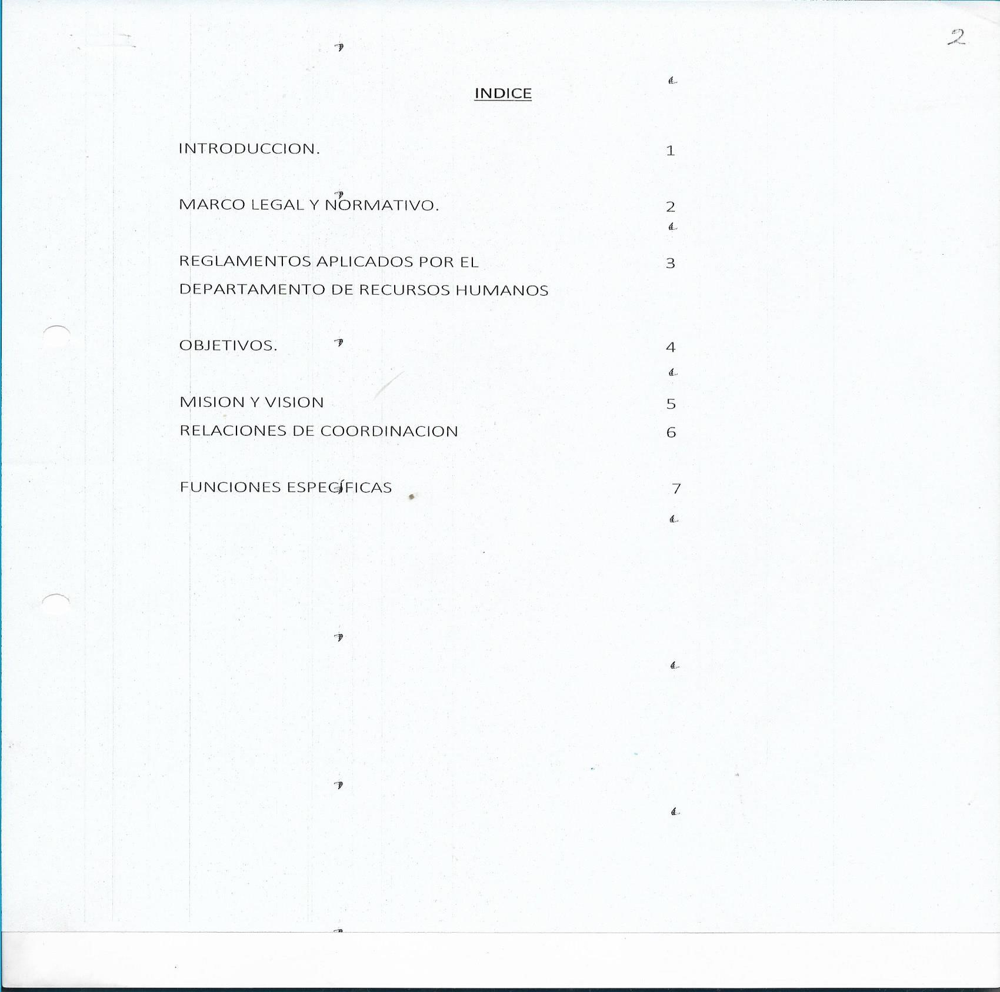 2
INDICE
INTRODUCCION. 1
MARCO LEGAL Y NORMATIVO. 2
REGLAMENTOS APLICADOS POR EL 3
DEPARTAMENTO DE RECURSOS HUMANOS
OBJETIVOS. 4
MISION Y VISION 5
RELACIONES DE COORDINACION 6
FUNCIONES ESPECÍFICAS 7